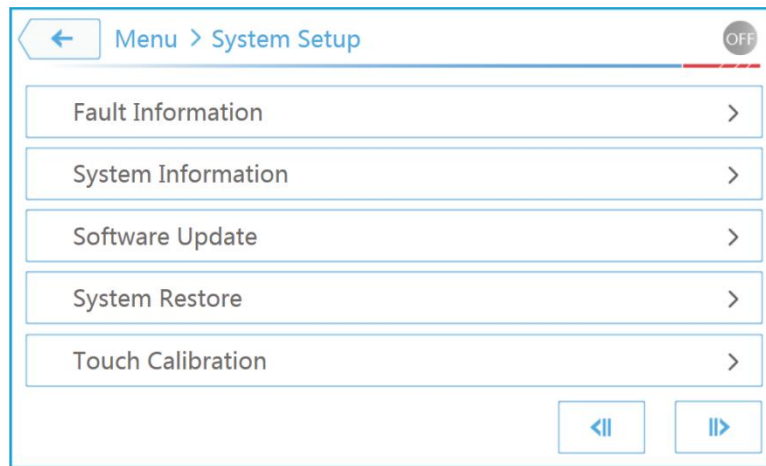 Menu > System Setup OFF
Fault Information
System Information
Software Update
System Restore
Touch Calibration